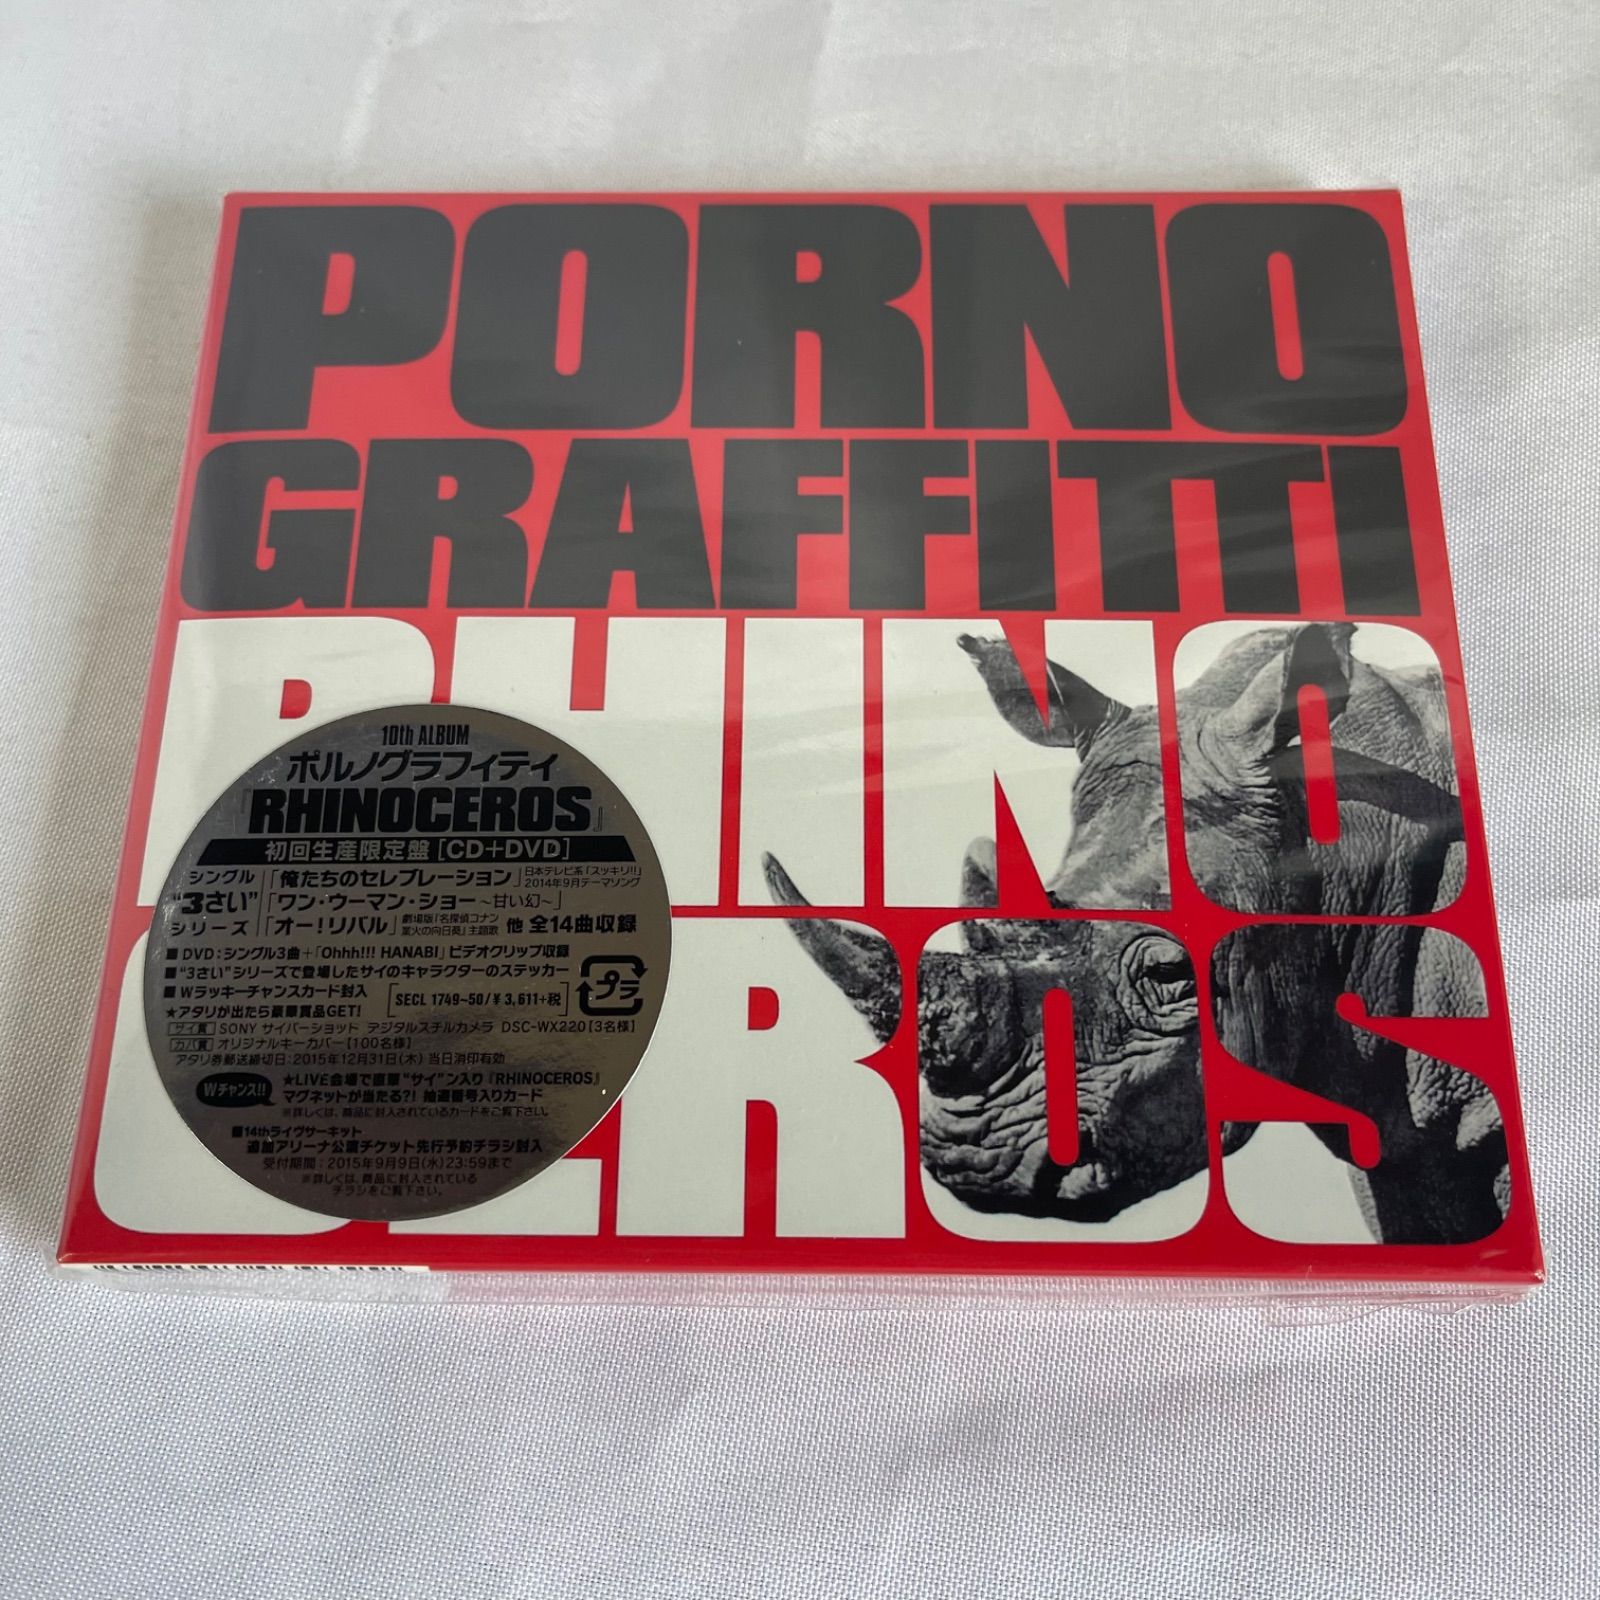 PORNO
GRAFFITTI
RHINO
CEROS
10th ALBUM
ポルノグラフィティ
『RHINOCEROS』
初回生産限定盤[CD+DVD]
シングル
"3さい"
シリーズ
「俺たちのセレブレーション」日本テレビ系「スッキリ!!」2014年9月テーマソング
「ワン・ウーマン・ショー ~甘い幻~」
「オー!リバル」劇場版「名探偵コナン 業火の向日葵」主題歌 他 全14曲収録
■DVD:シングル3曲+「Ohhh!!! HANABI」ビデオクリップ収録
■"3さい"シリーズで登場したサイのキャラクターのステッカー
■Wラッキーチャンスカード封入
[SECL 1749~50/¥3,611+税]
プラ
★アタリが出たら豪華賞品GET!
サイ賞 SONY サイバーショット デジタルスチルカメラ DSC-WX220[3名様]
カバ賞 オリジナルキーカバー[100名様]
アタリ券郵送締切日:2015年12月31日(木)当日消印有効
Wチャンス!!
★LIVE会場で直筆"サイ"ン入り『RHINOCEROS』
マグネットが当たる?! 抽選番号入りカード
※詳しくは、商品に封入されているカードをご覧下さい。
■14thライヴサーキット
追加アリーナ公演チケット先行予約チラシ封入
受付期間:2015年9月9日(水)23:59まで
※詳しくは、商品に封入されている
チラシをご覧下さい。